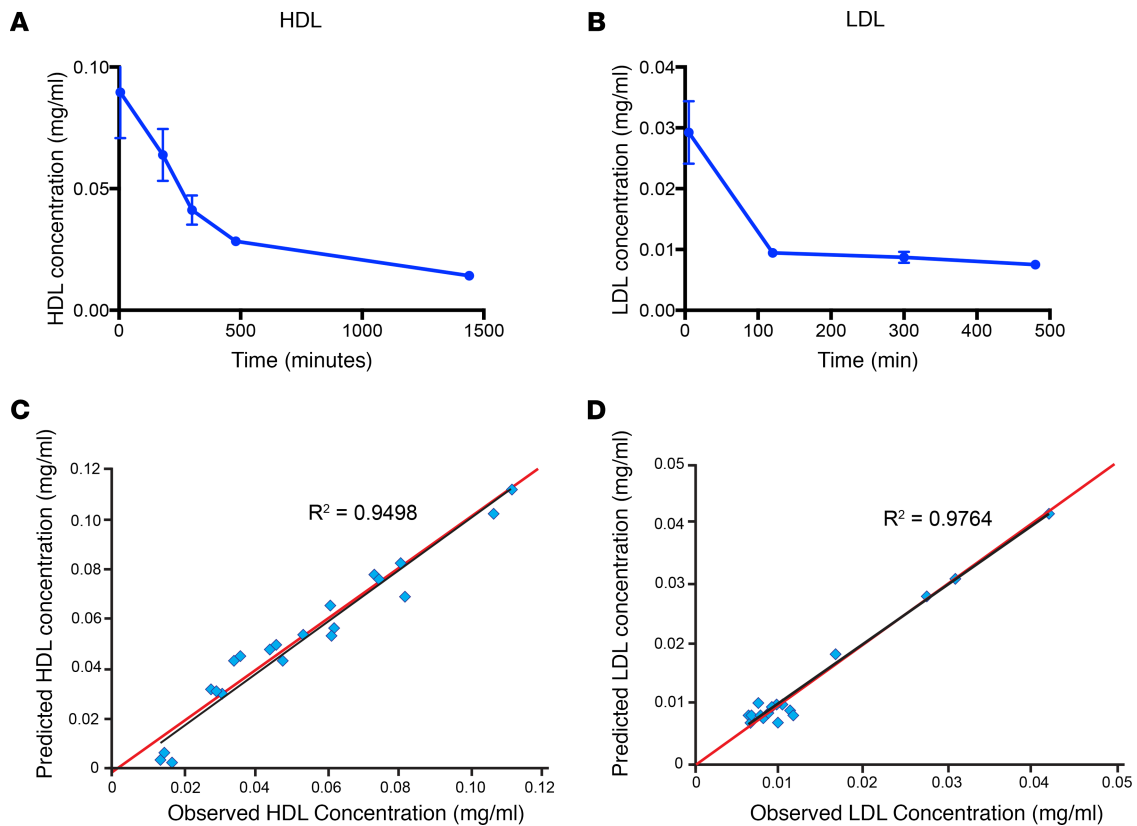 A
HDL
HDL concentration (mg/ml)
0.10
0.05
0.00
0 500 1000 1500
Time (minutes)
B
LDL
LDL concentration (mg/ml)
0.04
0.03
0.02
0.01
0.00
0 100 200 300 400 500
Time (min)
C
Predicted HDL concentration (mg/ml)
0.12
0.10
0.08
0.06
0.04
0.02
0
R² = 0.9498
0 0.02 0.04 0.06 0.08 0.10 0.12
Observed HDL Concentration (mg/ml)
D
Predicted LDL concentration (mg/ml)
0.05
0.04
0.03
0.02
0.01
0
R² = 0.9764
0 0.01 0.02 0.03 0.04 0.05
Observed LDL Concentration (mg/ml)